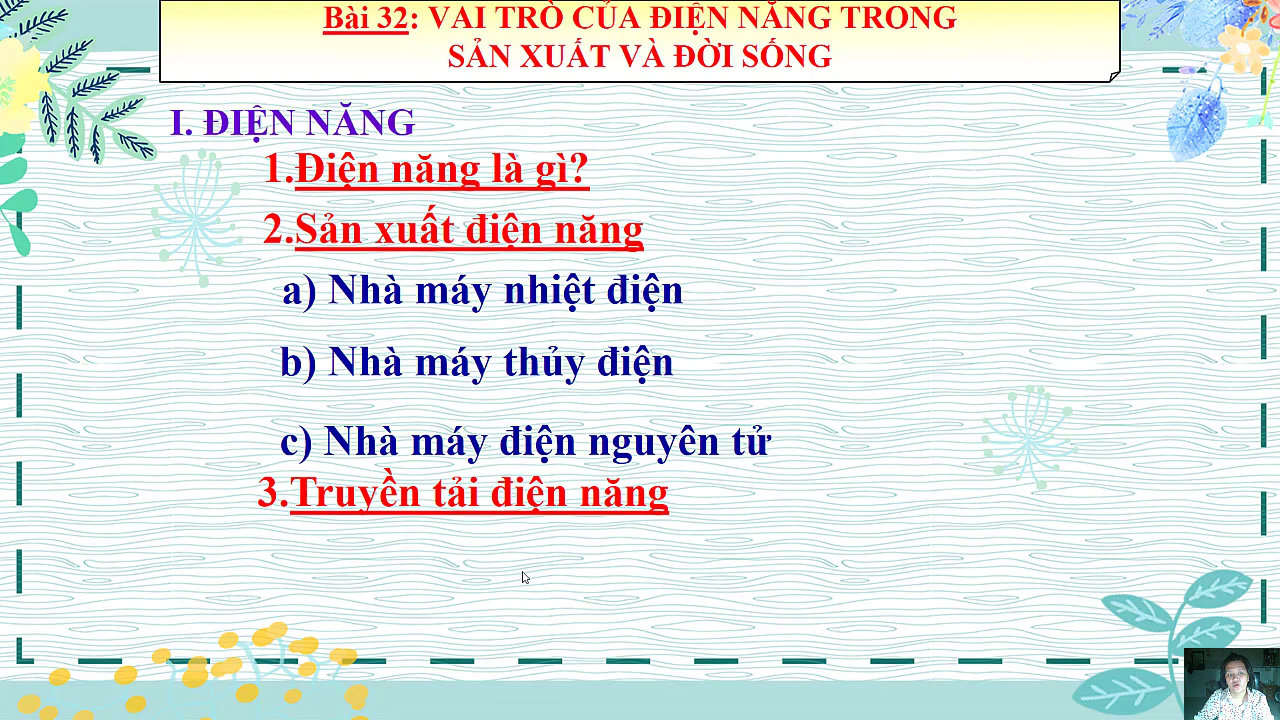 Bài 32: VAI TRÒ CỦA ĐIỆN NĂNG TRONG
SẢN XUẤT VÀ ĐỜI SỐNG
I. ĐIỆN NĂNG
1.Điện năng là gì?
2.Sản xuất điện năng
a) Nhà máy nhiệt điện
b) Nhà máy thủy điện
c) Nhà máy điện nguyên tử
3.Truyền tải điện năng